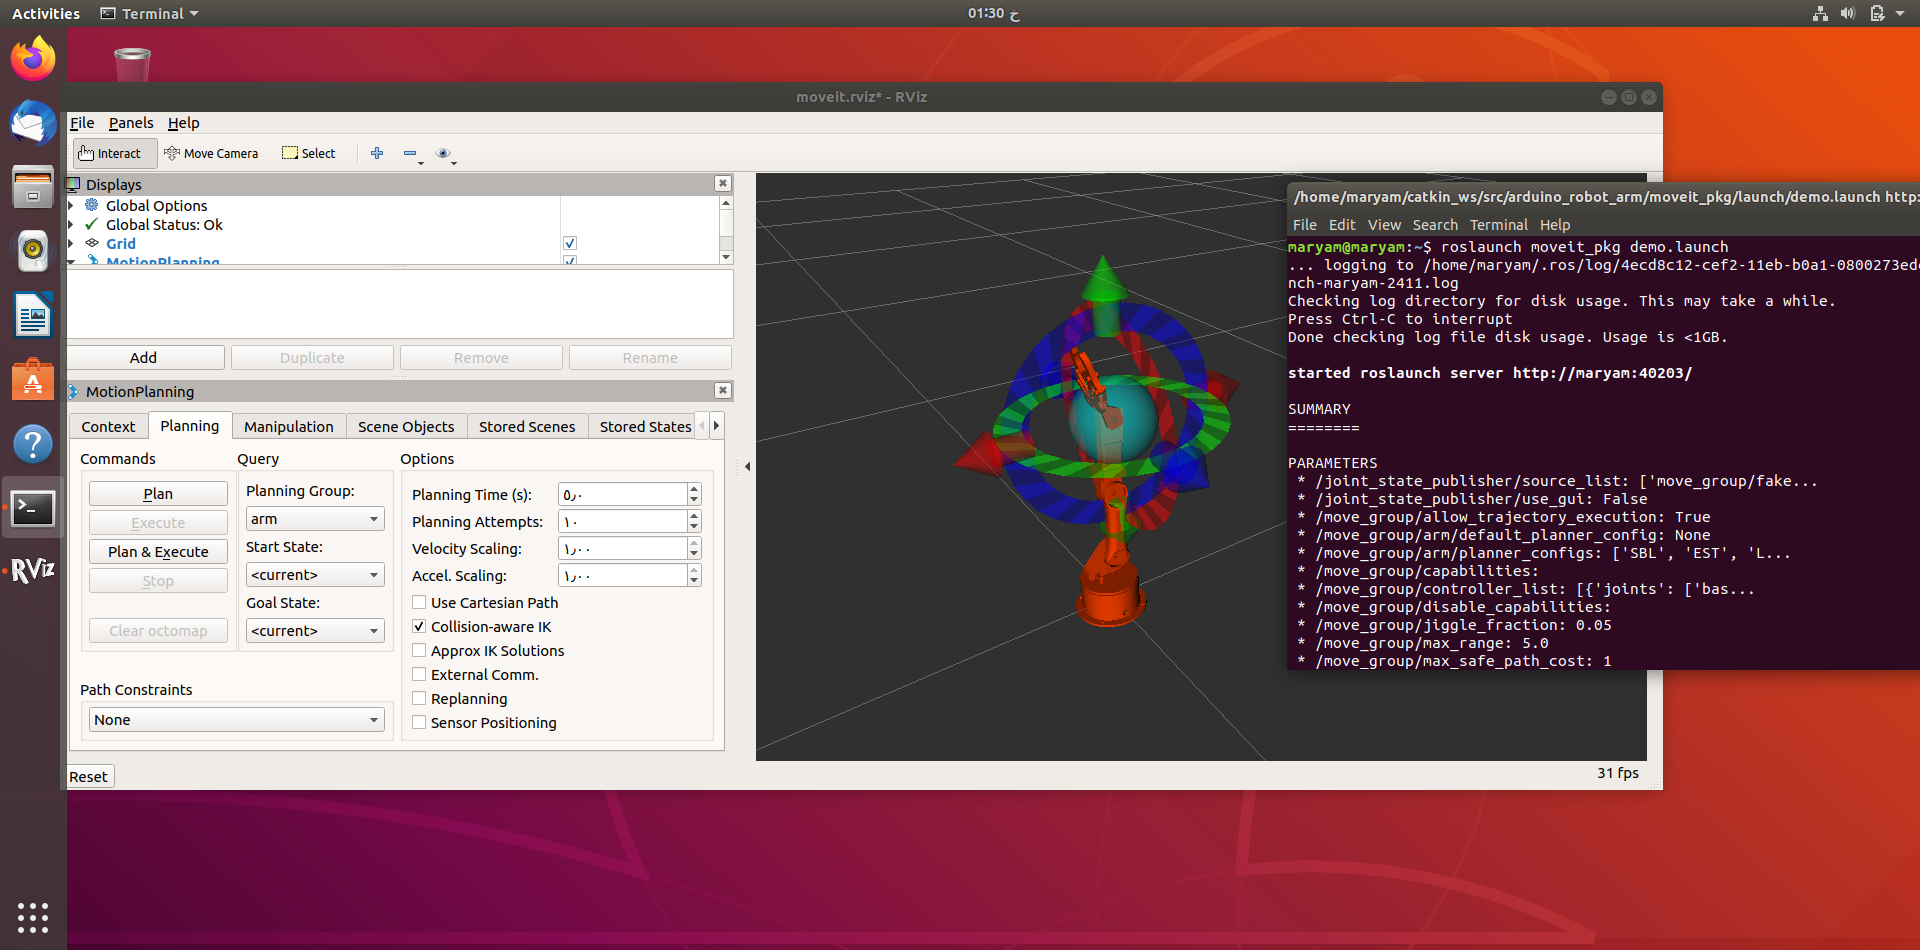 Activities
Terminal
01:30 خ
moveit.rviz* - RViz
File Panels Help
Interact Move Camera Select
Displays
Global Options
Global Status: Ok
Grid
MotionPlanning
Add Duplicate Remove Rename
MotionPlanning
Context Planning Manipulation Scene Objects Stored Scenes Stored States
Commands Query Options
Plan
Execute
Plan & Execute
Stop
Clear octomap
Planning Group:
arm
Start State:
<current>
Goal State:
<current>
Planning Time (s): ٥٫٠
Planning Attempts: ١٠
Velocity Scaling: ١٫٠٠
Accel. Scaling: ١٫٠٠
Use Cartesian Path
Collision-aware IK
Approx IK Solutions
External Comm.
Replanning
Sensor Positioning
Path Constraints
None
Reset
31 fps
RViz
/home/maryam/catkin_ws/src/arduino_robot_arm/moveit_pkg/launch/demo.launch http:
File Edit View Search Terminal Help
maryam@maryam:~$ roslaunch moveit_pkg demo.launch
... logging to /home/maryam/.ros/log/4ecd8c12-cef2-11eb-b0a1-0800273ed
nch-maryam-2411.log
Checking log directory for disk usage. This may take a while.
Press Ctrl-C to interrupt
Done checking log file disk usage. Usage is <1GB.
started roslaunch server http://maryam:40203/
SUMMARY
========
PARAMETERS
* /joint_state_publisher/source_list: ['move_group/fake...
* /joint_state_publisher/use_gui: False
* /move_group/allow_trajectory_execution: True
* /move_group/arm/default_planner_config: None
* /move_group/arm/planner_configs: ['SBL', 'EST', 'L...
* /move_group/capabilities:
* /move_group/controller_list: [{'joints': ['bas...
* /move_group/disable_capabilities:
* /move_group/jiggle_fraction: 0.05
* /move_group/max_range: 5.0
* /move_group/max_safe_path_cost: 1